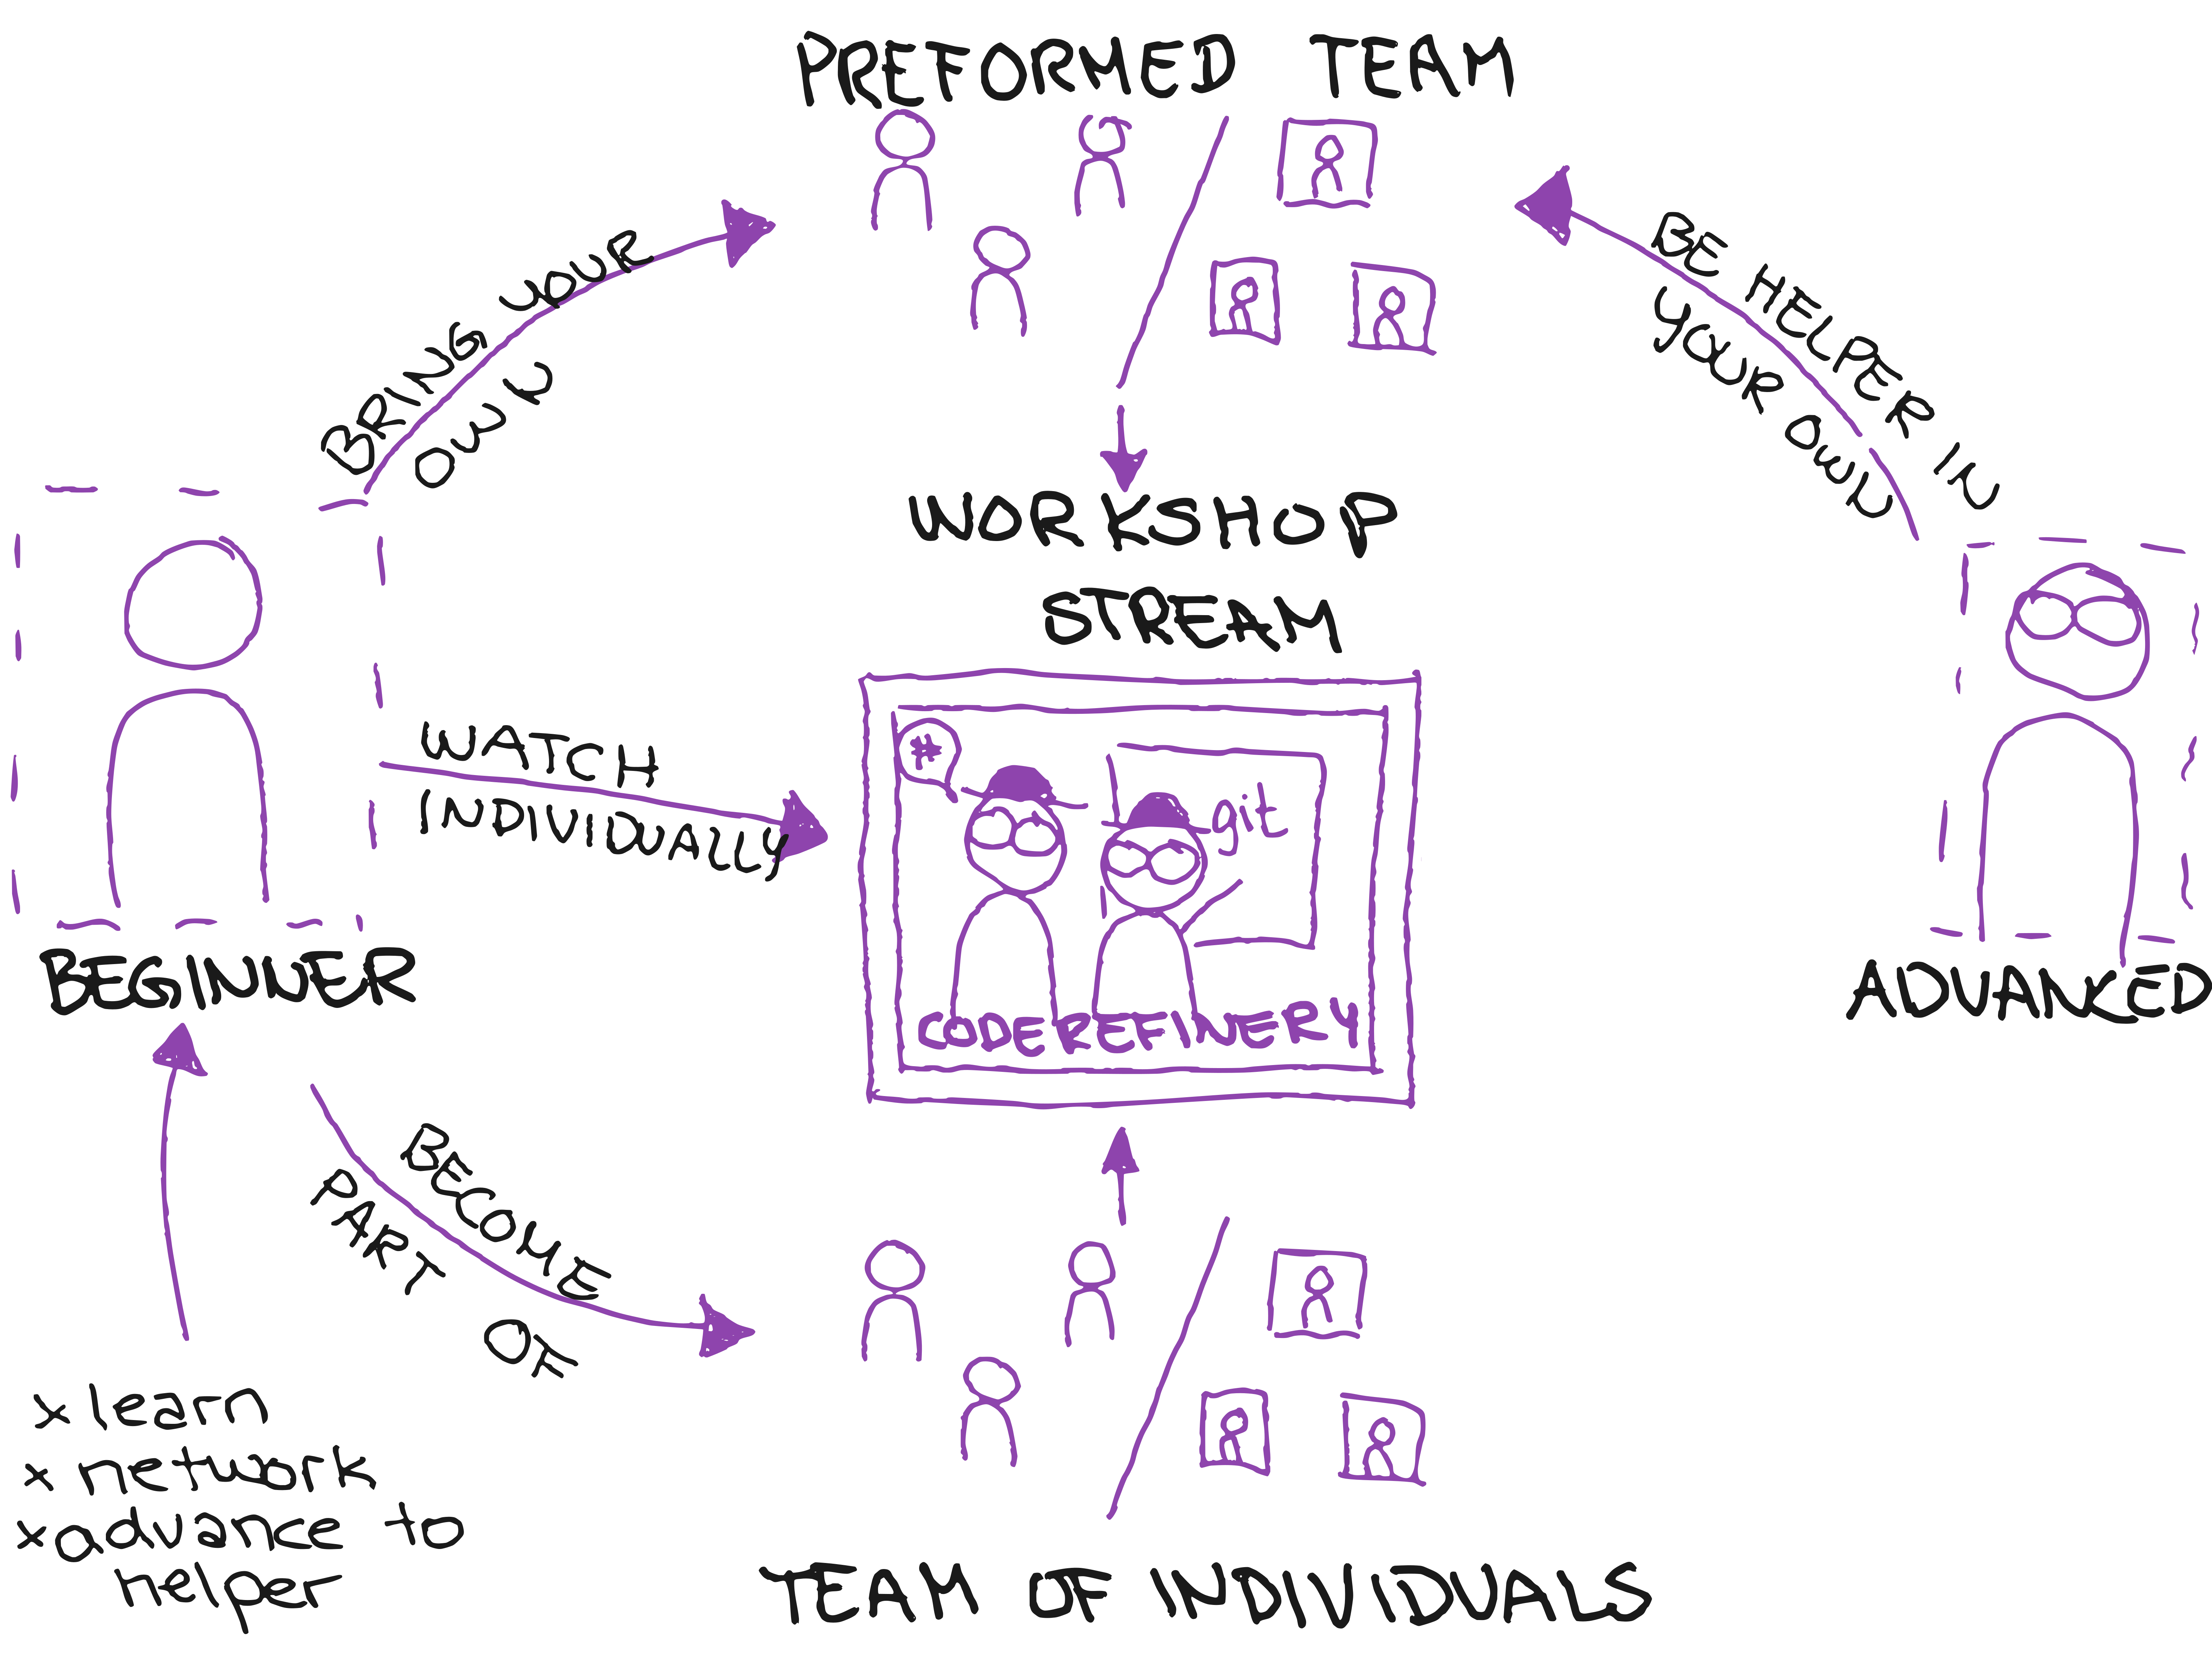 PREFORMED TEAM
BRING YOUR
OWN
BE HELPER IN
YOUR OWN
WORKSHOP
STREAM
WATCH
INDIVIDUALLY
#
git
CODEREFINERY
BEGINNER
ADVANCED
BECOME
PART
OF
x learn
x network
x advance to
helper
TEAM OF INDIVIDUALS